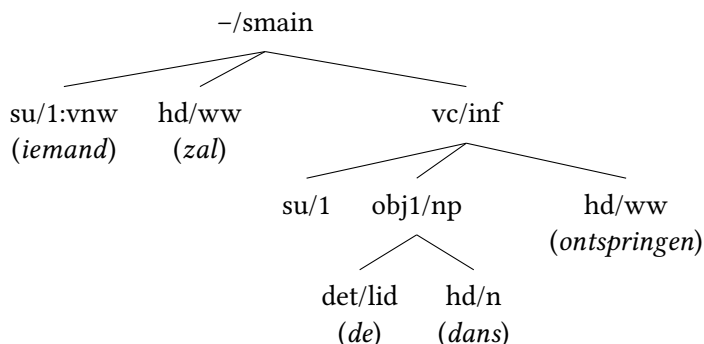 –/smain
su/1:vnw hd/ww vc/inf
(iemand) (zal)
su/1 obj1/np hd/ww
(ontspringen)
det/lid hd/n
(de) (dans)